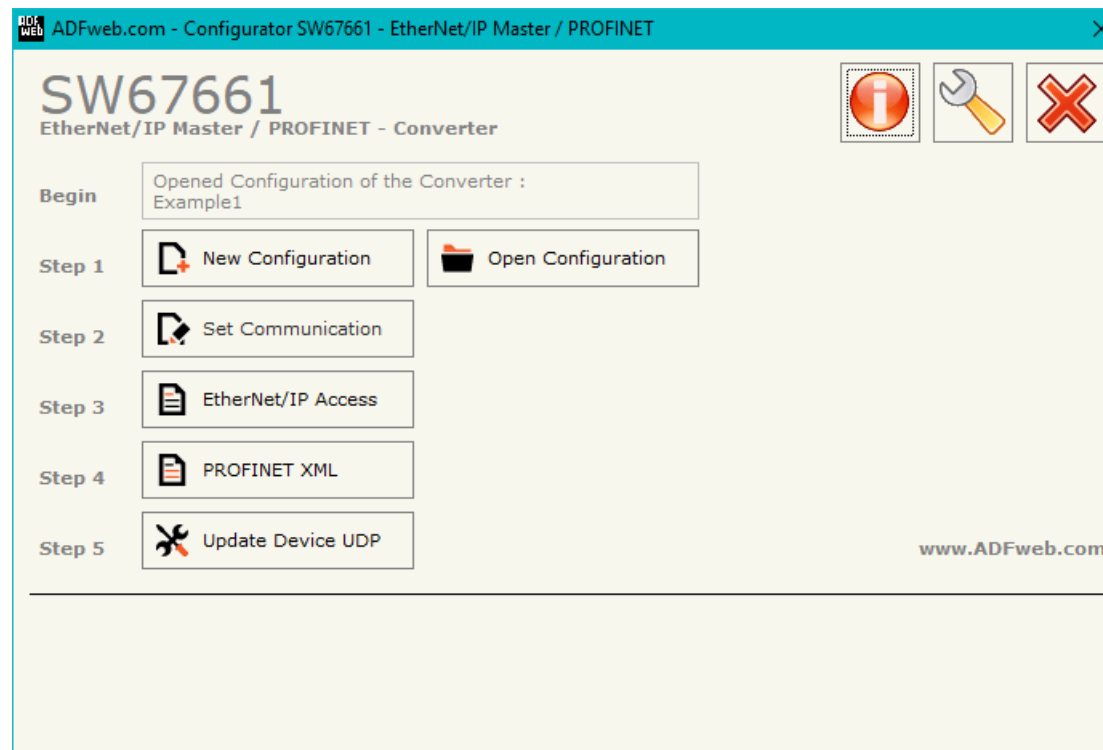 ADF WEB ADFweb.com - Configurator SW67661 - EtherNet/IP Master / PROFINET
SW67661
EtherNet/IP Master / PROFINET - Converter
Begin
Opened Configuration of the Converter :
Example1
Step 1 New Configuration Open Configuration
Step 2 Set Communication
Step 3 EtherNet/IP Access
Step 4 PROFINET XML
Step 5 Update Device UDP
www.ADFweb.com